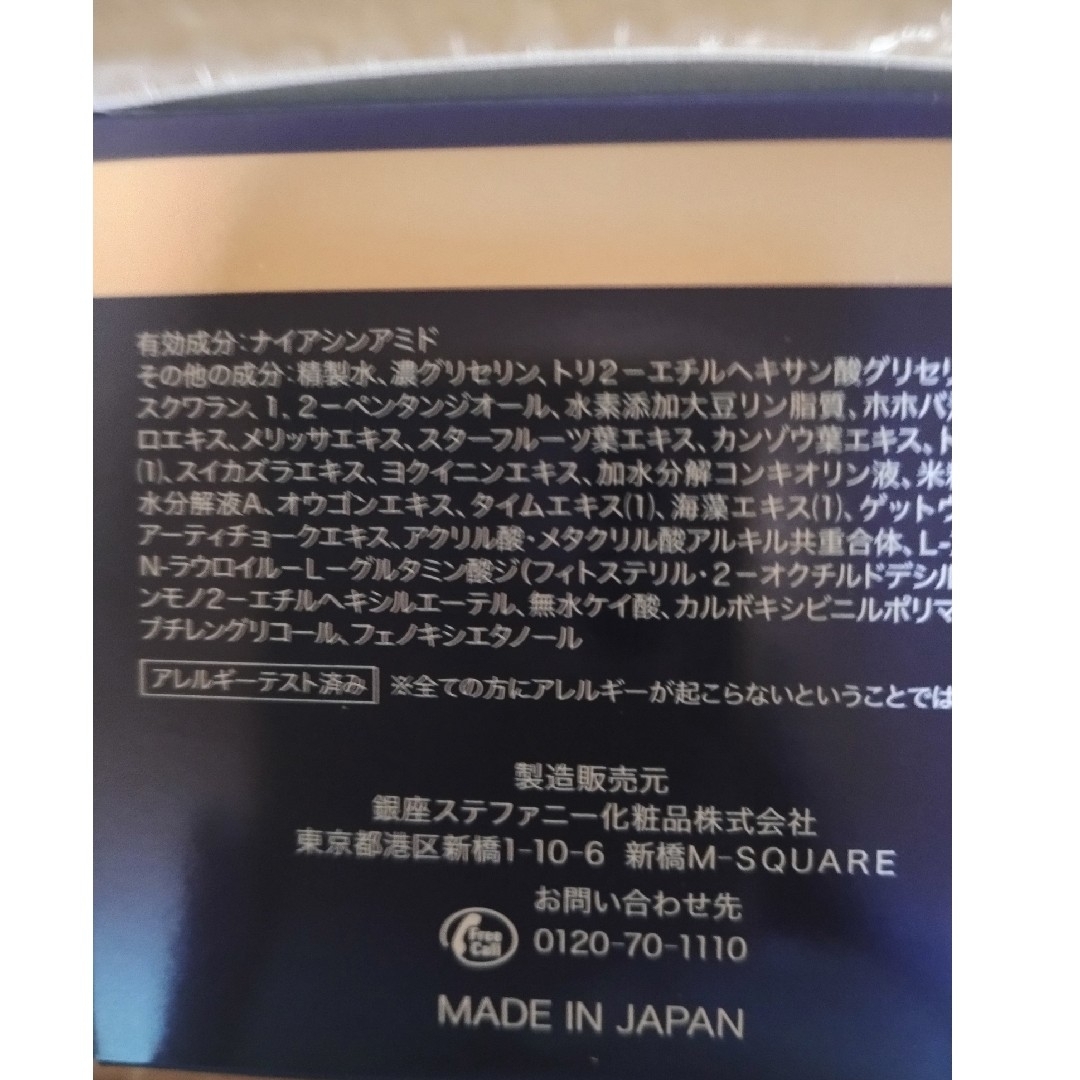 有効成分：ナイアシンアミド
その他の成分：精製水、濃グリセリン、トリ2－エチルヘキサン酸グリセリ
スクワラン、1、2－ペンタンジオール、水素添加大豆リン脂質、ホホバ
ロエキス、メリッサエキス、スターフルーツ葉エキス、カンゾウ葉エキス、ト
(1)、スイカズラエキス、ヨクイニンエキス、加水分解コンキオリン液、米
水分解液A、オウゴンエキス、タイムエキス(1)、海藻エキス(1)、ゲットウ
アーティチョークエキス、アクリル酸・メタクリル酸アルキル共重合体、L-
N-ラウロイル－L－グルタミン酸ジ(フィトステリル・2－オクチルドデシル
ンモノ2－エチルヘキシルエーテル、無水ケイ酸、カルボキシビニルポリマ
ブチレングリコール、フェノキシエタノール
アレルギーテスト済み ※全ての方にアレルギーが起こらないということでは
製造販売元
銀座ステファニー化粧品株式会社
東京都港区新橋1-10-6 新橋M-SQUARE
お問い合わせ先
Free Call 0120-70-1110
MADE IN JAPAN